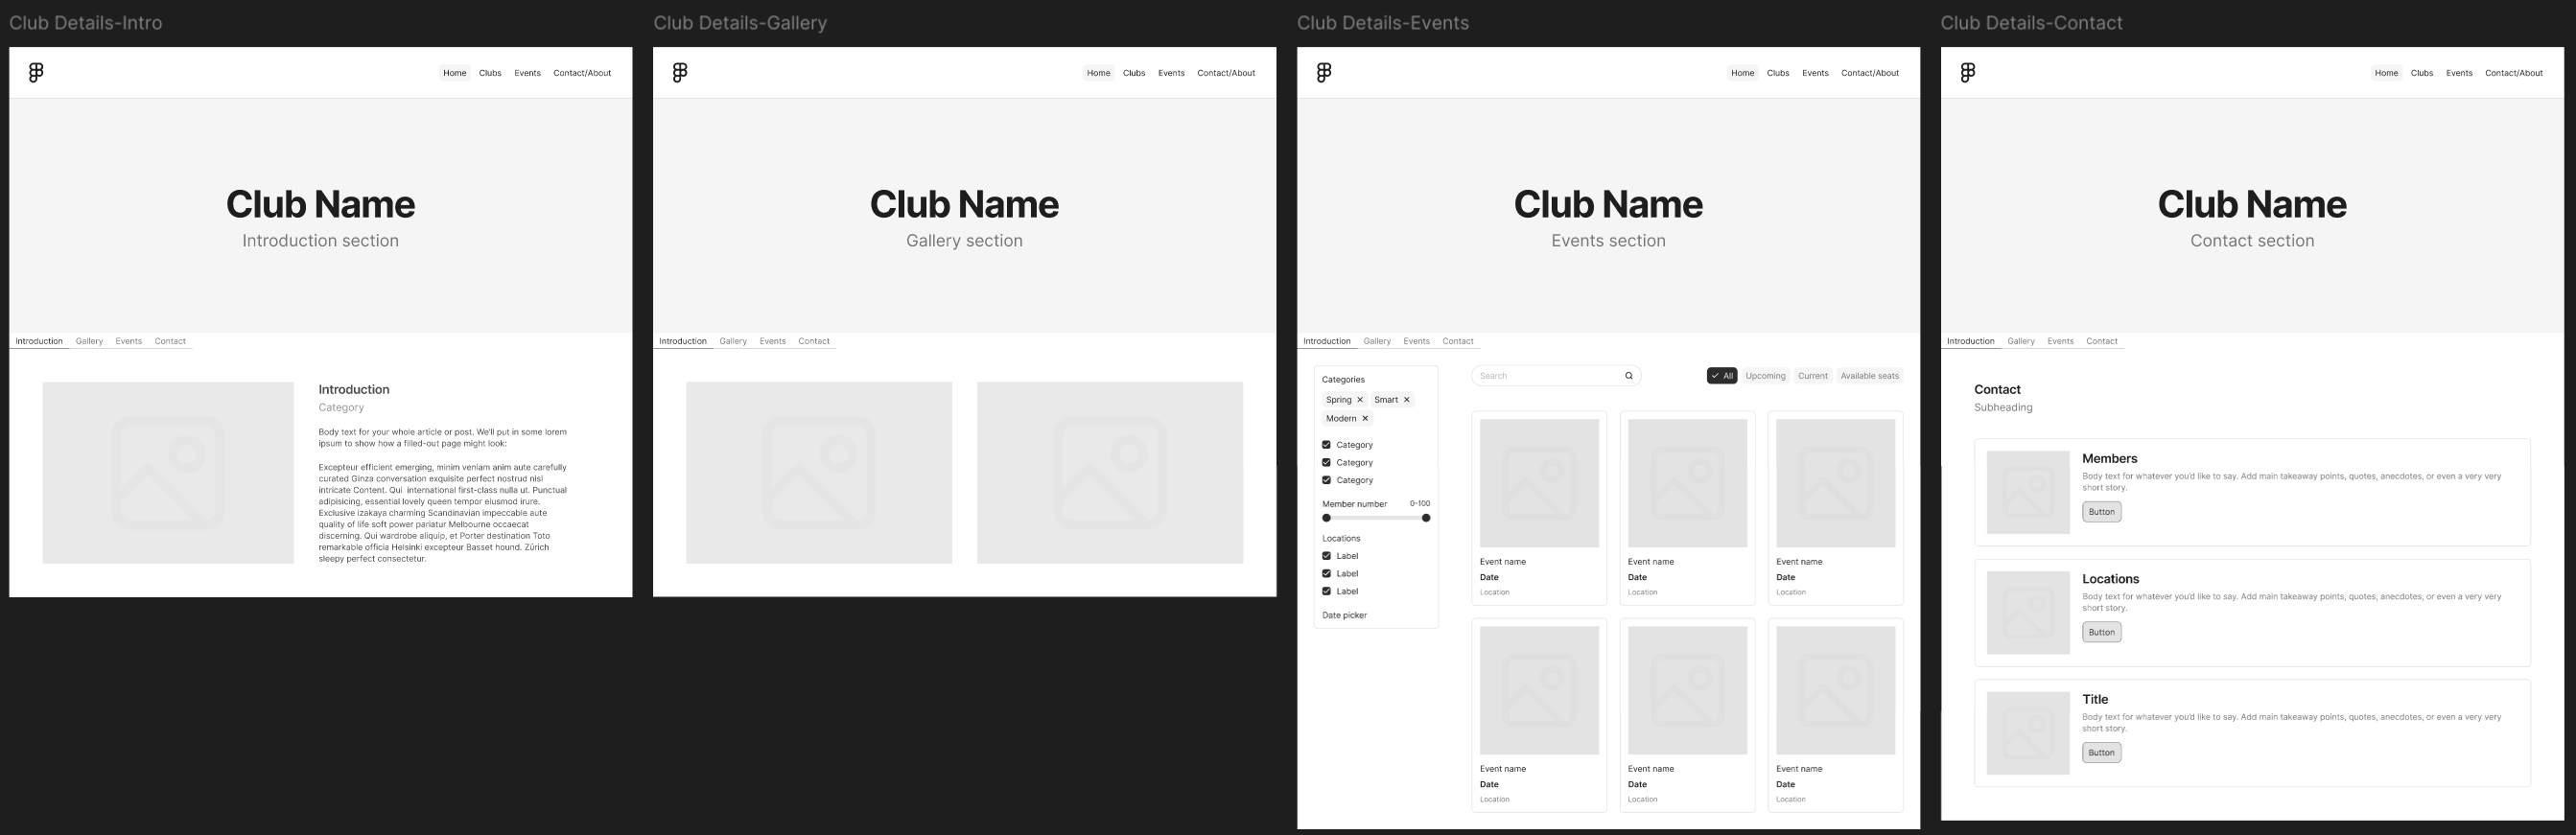 Club Details-Intro
Home Clubs Events Contact/About
Club Name
Introduction section
Introduction Gallery Events Contact
Introduction
Category
Body text for your whole article or post. We'll put in some lorem
ipsum to show how a filled-out page might look:
Excepteur efficient emerging, minim veniam anim aute carefully
curated Ginza conversation exquisite perfect nostrud nisi
intricate Content. Qui international first-class nulla ut. Punctual
adipisicing, essential lovely queen tempor eiusmod irure.
Exclusive izakaya charming Scandinavian impeccable aute
quality of life soft power pariatur Melbourne occaecat
discerning. Qui wardrobe aliquip, et Porter destination Toto
remarkable officia Helsinki excepteur Basset hound. Zürich
sleepy perfect consectetur.
Club Details-Gallery
Home Clubs Events Contact/About
Club Name
Gallery section
Introduction Gallery Events Contact
Club Details-Events
Home Clubs Events Contact/About
Club Name
Events section
Introduction Gallery Events Contact
Categories
Spring Smart
Modern
Category
Category
Category
Member number 0-100
Locations
Label
Label
Label
Date picker
Search
All Upcoming Current Available seats
Event name Event name Event name
Date Date Date
Location Location Location
Event name Event name Event name
Date Date Date
Location Location Location
Club Details-Contact
Home Clubs Events Contact/About
Club Name
Contact section
Introduction Gallery Events Contact
Contact
Subheading
Members
Body text for whatever you'd like to say. Add main takeaway points, quotes, anecdotes, or even a very very
short story.
Button
Locations
Body text for whatever you'd like to say. Add main takeaway points, quotes, anecdotes, or even a very very
short story.
Button
Title
Body text for whatever you'd like to say. Add main takeaway points, quotes, anecdotes, or even a very very
short story.
Button